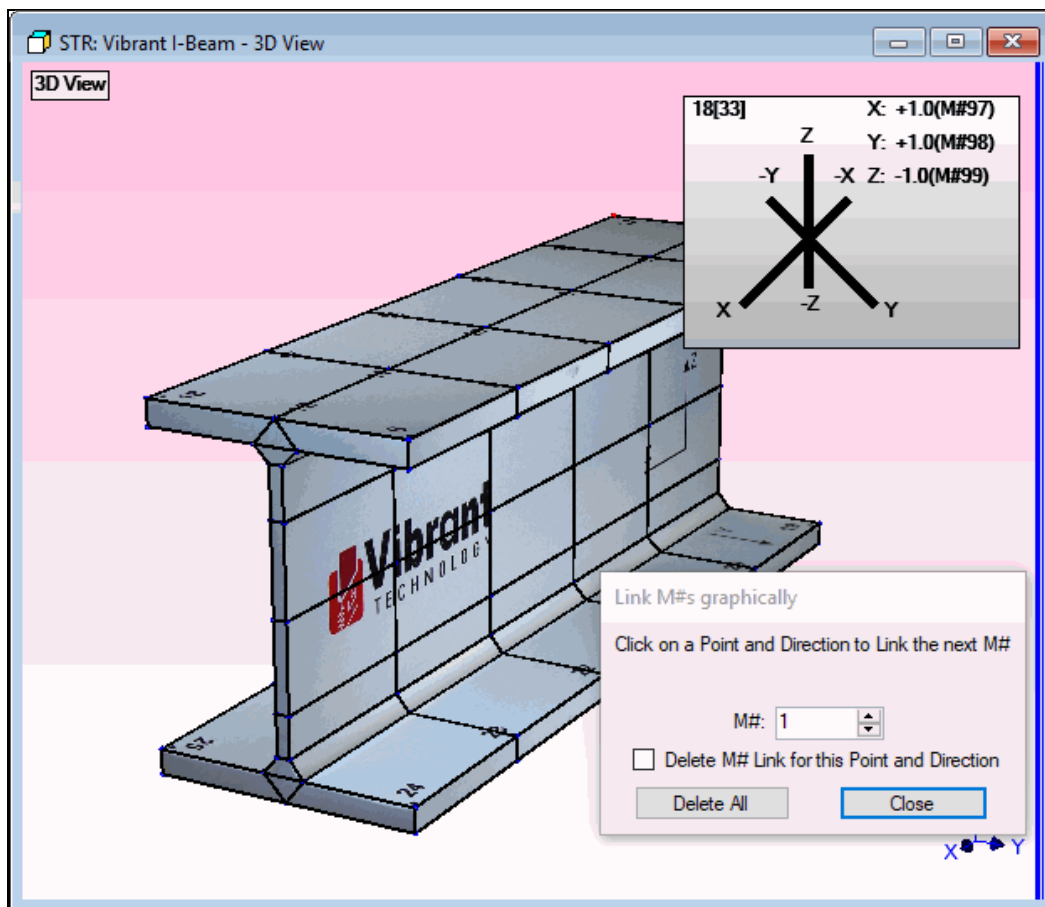 STR: Vibrant I-Beam - 3D View
3D View
18[33]
X: +1.0(M#97)
Y: +1.0(M#98)
Z: -1.0(M#99)
Z
-Y
-X
X
-Z
Y
Vibrant
TECHNOLOGY
25
24
Link M#s graphically
Click on a Point and Direction to Link the next M#
M#: 1
Delete M# Link for this Point and Direction
Delete All
Close
X
Y